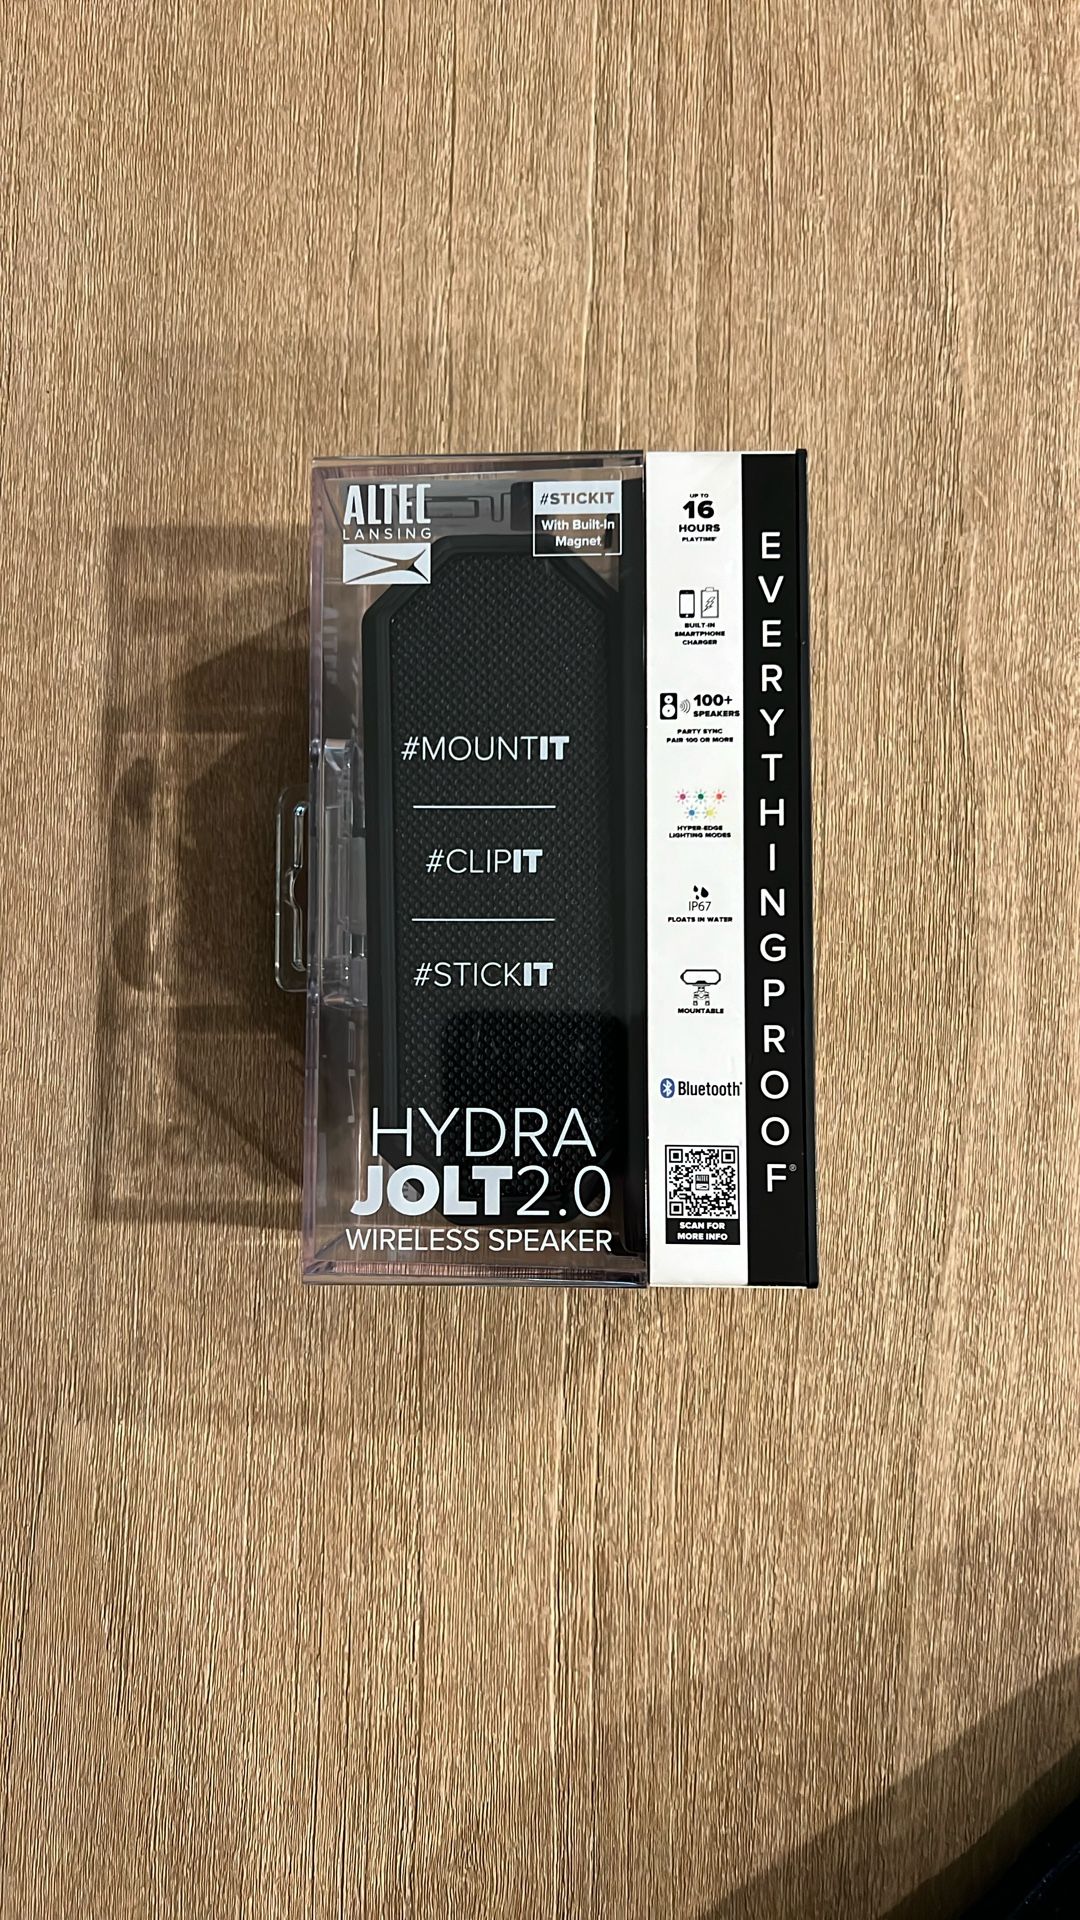 ALTEC
LANSING
#STICKIT
With Built-In
Magnet
#MOUNTIT
#CLIPIT
#STICKIT
HYDRA
JOLT2.0
WIRELESS SPEAKER
UP TO
16
HOURS
PLAYTIME*
BUILT-IN
SMARTPHONE
CHARGER
100+
SPEAKERS
PARTY SYNC
PAIR 100 OR MORE
HYPER-EDGE
LIGHTING MODES
IP67
FLOATS IN WATER
MOUNTABLE
Bluetooth®
SCAN FOR
MORE INFO
EVERYTHINGPROOF®